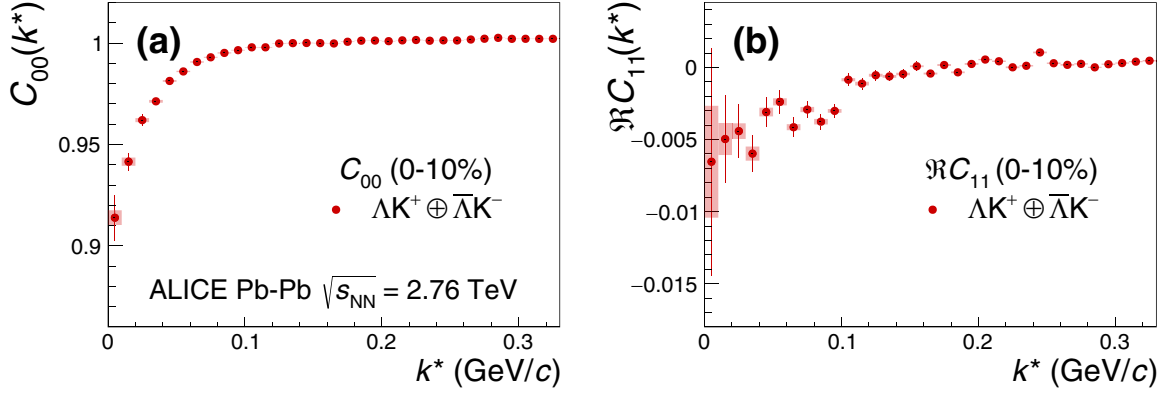 C₀₀(k*)
(a)
1
0.95
0.9
C₀₀ (0-10%)
ΛK⁺ ⊕ Λ̅K⁻
ALICE Pb-Pb √s_NN = 2.76 TeV
0 0.1 0.2 0.3
k* (GeV/c)
ℜC₁₁(k*)
(b)
0
−0.005
−0.01
−0.015
ℜC₁₁ (0-10%)
ΛK⁺ ⊕ Λ̅K⁻
0 0.1 0.2 0.3
k* (GeV/c)